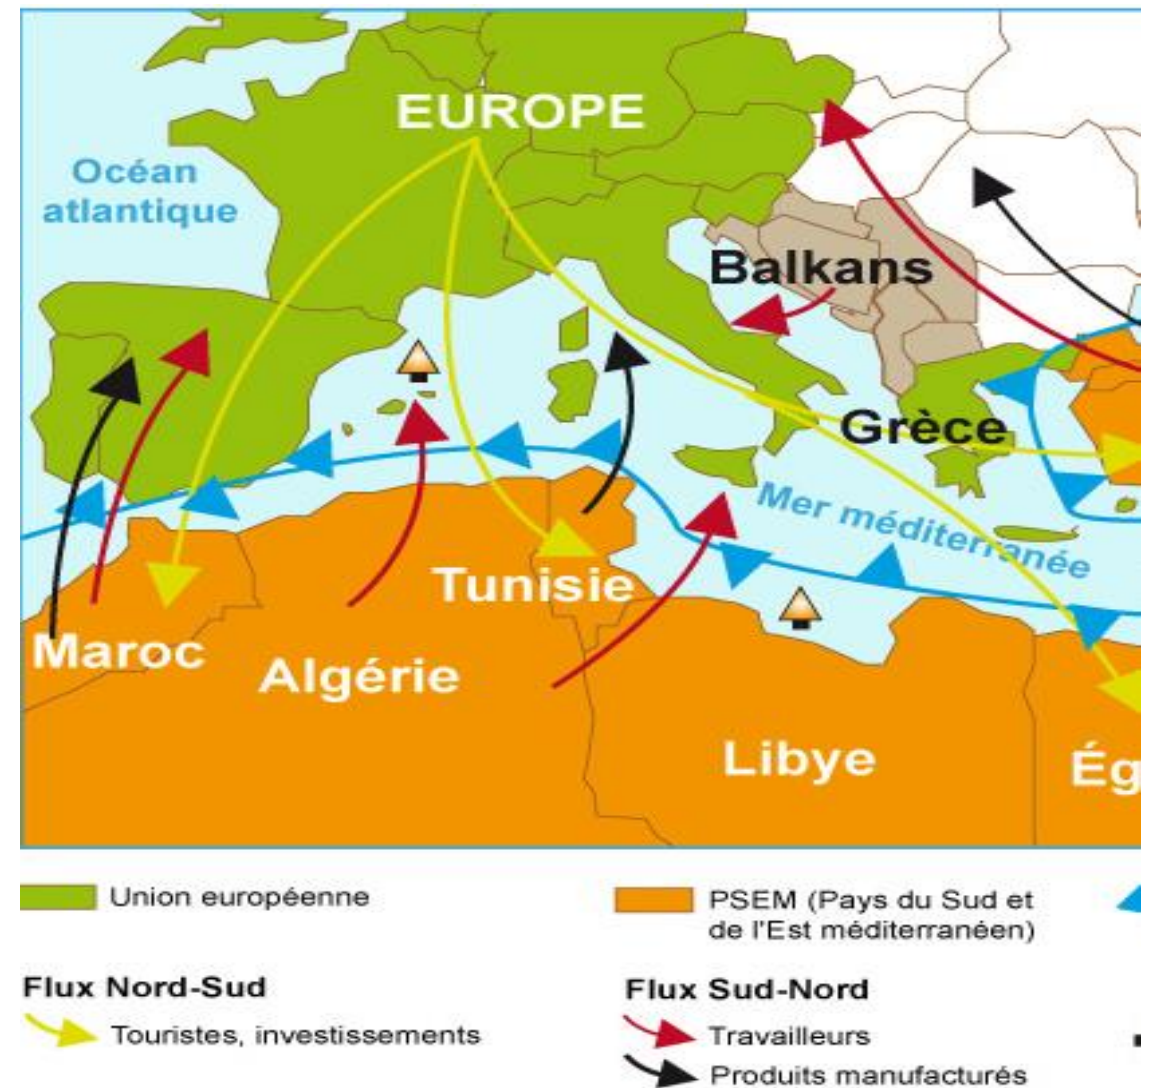 EUROPE
Océan
atlantique
Balkans
Grèce
Mer méditerranée
Tunisie
Maroc
Algérie
Libye
Ég
Union européenne
PSEM (Pays du Sud et
de l'Est méditerranéen)
Flux Nord-Sud
Flux Sud-Nord
Touristes, investissements
Travailleurs
Produits manufacturés